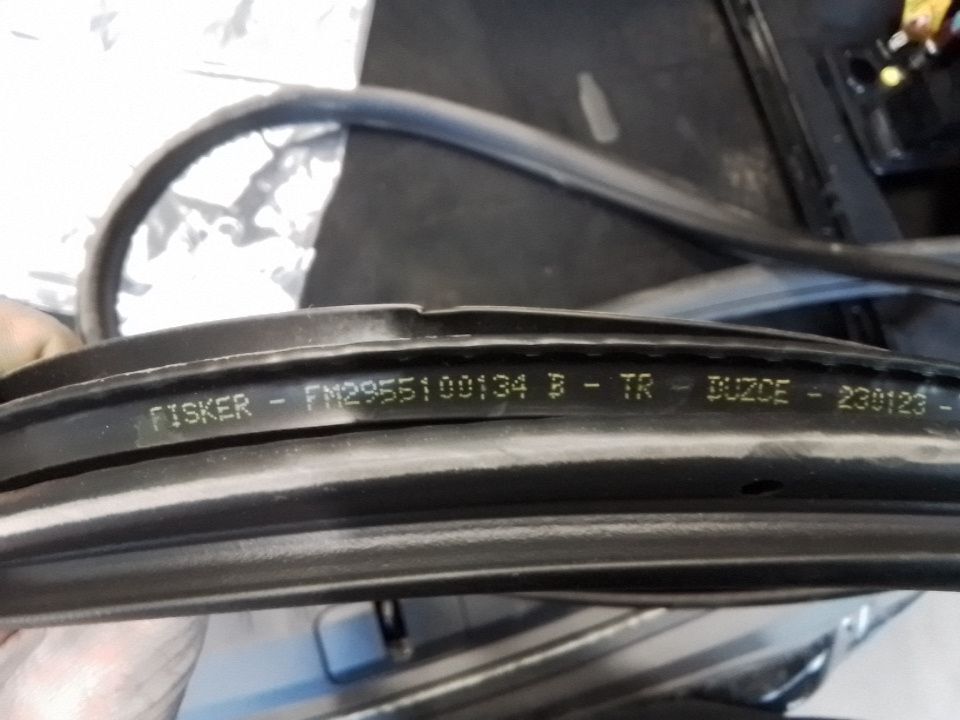 FISKER - FM2955100134 B - TR - DUZCE - 230123 -